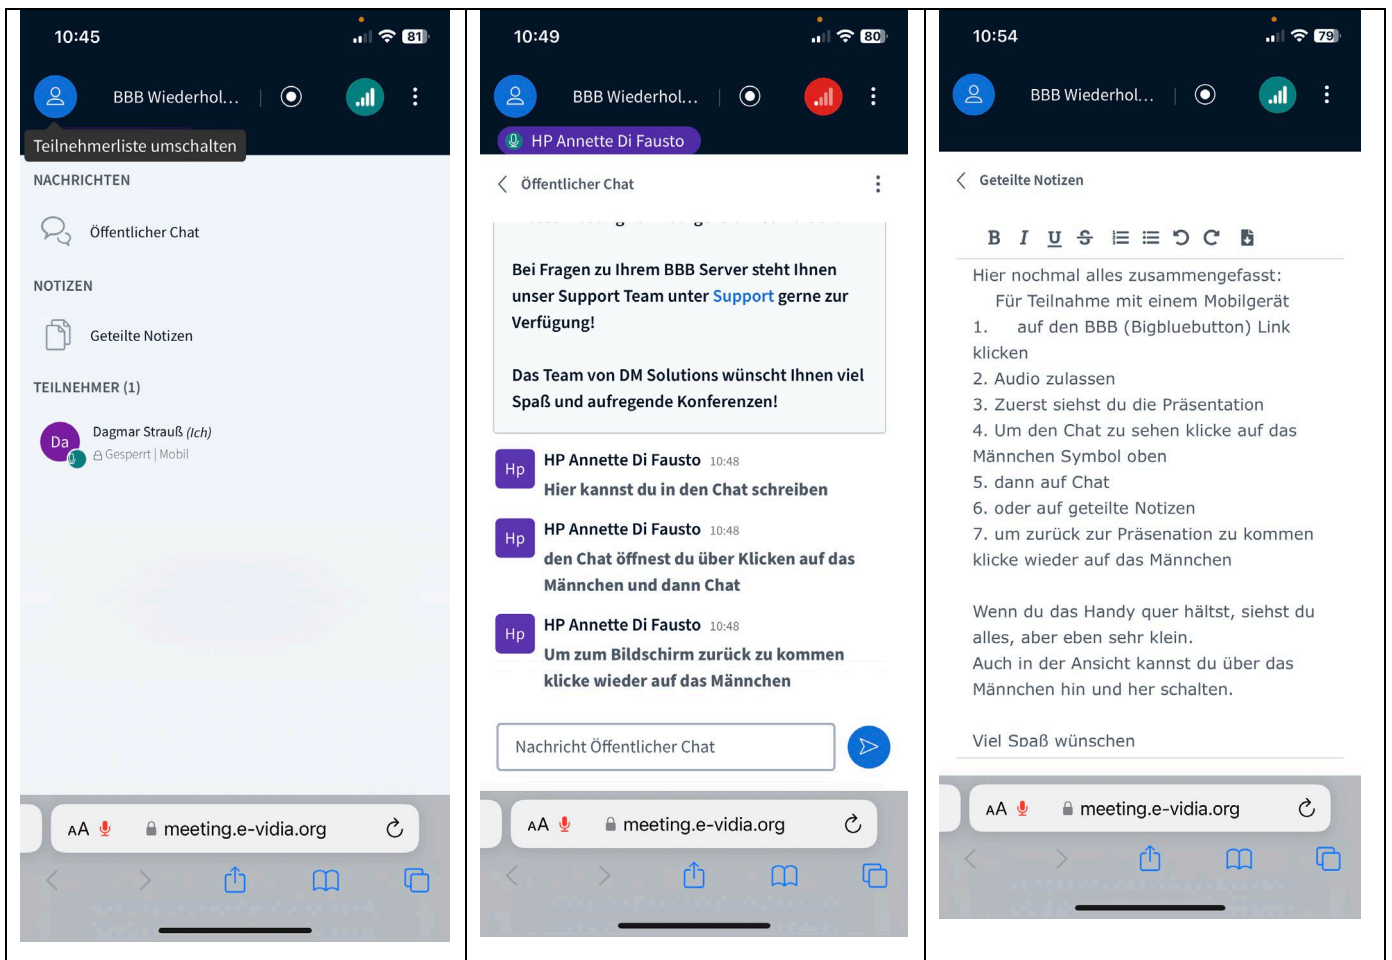 10:45
81
BBB Wiederhol...
Teilnehmerliste umschalten
NACHRICHTEN
Öffentlicher Chat
NOTIZEN
Geteilte Notizen
TEILNEHMER (1)
Da
Dagmar Strauß (Ich)
Gesperrt | Mobil
AA
meeting.e-vidia.org
10:49
80
BBB Wiederhol...
HP Annette Di Fausto
Öffentlicher Chat
Bei Fragen zu Ihrem BBB Server steht Ihnen
unser Support Team unter Support gerne zur
Verfügung!
Das Team von DM Solutions wünscht Ihnen viel
Spaß und aufregende Konferenzen!
Hp
HP Annette Di Fausto 10:48
Hier kannst du in den Chat schreiben
Hp
HP Annette Di Fausto 10:48
den Chat öffnest du über Klicken auf das
Männchen und dann Chat
Hp
HP Annette Di Fausto 10:48
Um zum Bildschirm zurück zu kommen
klicke wieder auf das Männchen
Nachricht Öffentlicher Chat
AA
meeting.e-vidia.org
10:54
79
BBB Wiederhol...
Geteilte Notizen
B I U S
Hier nochmal alles zusammengefasst:
Für Teilnahme mit einem Mobilgerät
1. auf den BBB (Bigbluebutton) Link
klicken
2. Audio zulassen
3. Zuerst siehst du die Präsentation
4. Um den Chat zu sehen klicke auf das
Männchen Symbol oben
5. dann auf Chat
6. oder auf geteilte Notizen
7. um zurück zur Präsenation zu kommen
klicke wieder auf das Männchen
Wenn du das Handy quer hältst, siehst du
alles, aber eben sehr klein.
Auch in der Ansicht kannst du über das
Männchen hin und her schalten.
Viel Spaß wünschen
AA
meeting.e-vidia.org